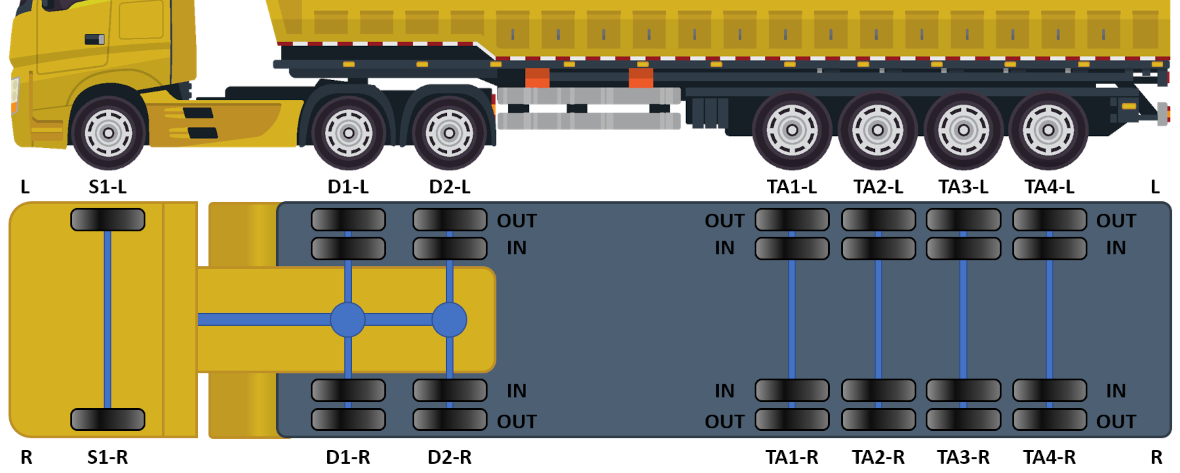 L S1-L D1-L D2-L TA1-L TA2-L TA3-L TA4-L L
OUT OUT OUT
IN IN IN
IN IN IN
OUT OUT OUT
R S1-R D1-R D2-R TA1-R TA2-R TA3-R TA4-R R